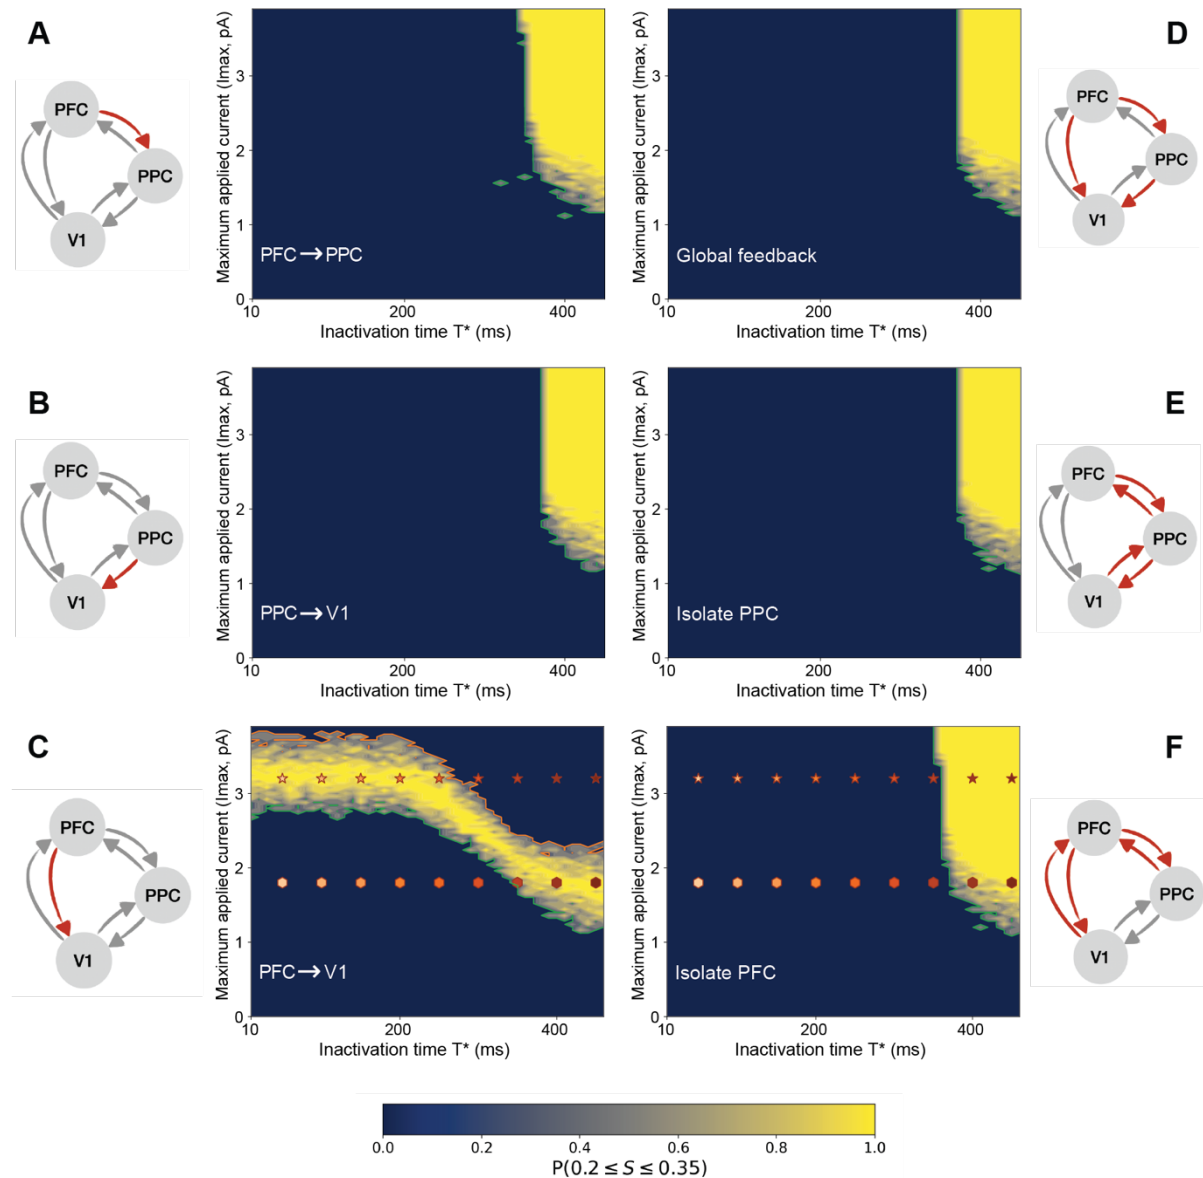 A
PFC
PPC
V1
Maximum applied current (Imax, pA)
3
2
1
0
10
200
400
Inactivation time T* (ms)
PFC→PPC
D
PFC
PPC
V1
Maximum applied current (Imax, pA)
3
2
1
0
10
200
400
Inactivation time T* (ms)
Global feedback
B
PFC
PPC
V1
Maximum applied current (Imax, pA)
3
2
1
0
10
200
400
Inactivation time T* (ms)
PPC→V1
E
PFC
PPC
V1
Maximum applied current (Imax, pA)
3
2
1
0
10
200
400
Inactivation time T* (ms)
Isolate PPC
C
PFC
PPC
V1
Maximum applied current (Imax, pA)
3
2
1
0
10
200
400
Inactivation time T* (ms)
PFC→V1
F
PFC
PPC
V1
Maximum applied current (Imax, pA)
3
2
1
0
10
200
400
Inactivation time T* (ms)
Isolate PFC
0.0 0.2 0.4 0.6 0.8 1.0
P(0.2 ≤ S ≤ 0.35)